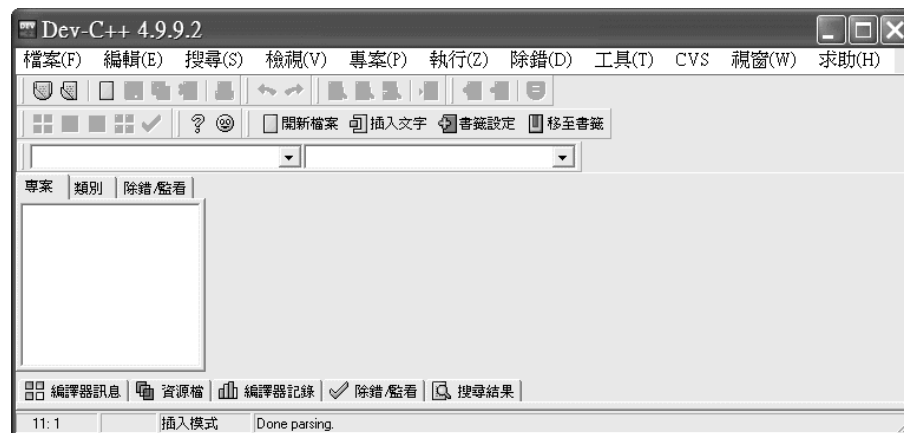 Dev-C++ 4.9.9.2
檔案(F) 編輯(E) 搜尋(S) 檢視(V) 專案(P) 執行(Z) 除錯(D) 工具(T) CVS 視窗(W) 求助(H)
開新檔案 插入文字 書籤設定 移至書籤
專案 類別 除錯/監看
編譯器訊息 資源檔 編譯器記錄 除錯/監看 搜尋結果
11: 1 插入模式 Done parsing.